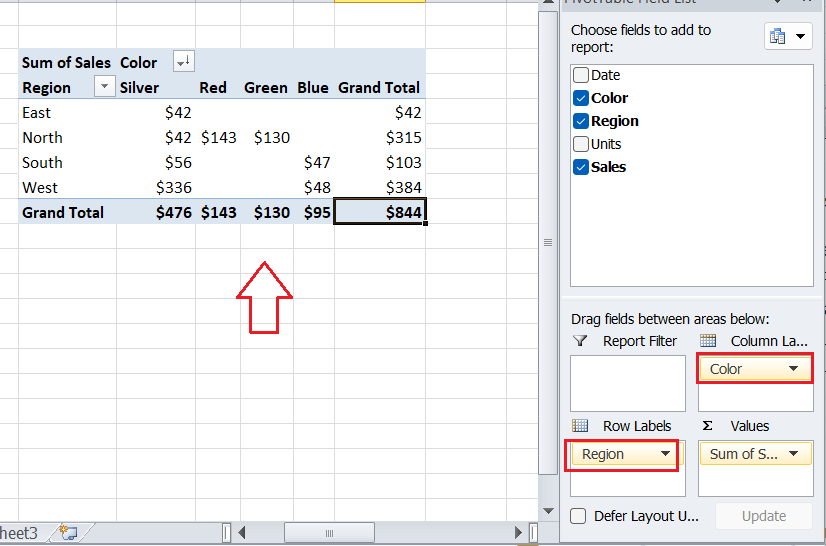 PivotTable Field List
Choose fields to add to
report:
Sum of Sales Color
Region Silver Red Green Blue Grand Total
East $42 $42
North $42 $143 $130 $315
South $56 $47 $103
West $336 $48 $384
Grand Total $476 $143 $130 $95 $844
Date
Color
Region
Units
Sales
Drag fields between areas below:
Report Filter Column La...
Color
Row Labels Σ Values
Region Sum of S...
Defer Layout U... Update
heet3